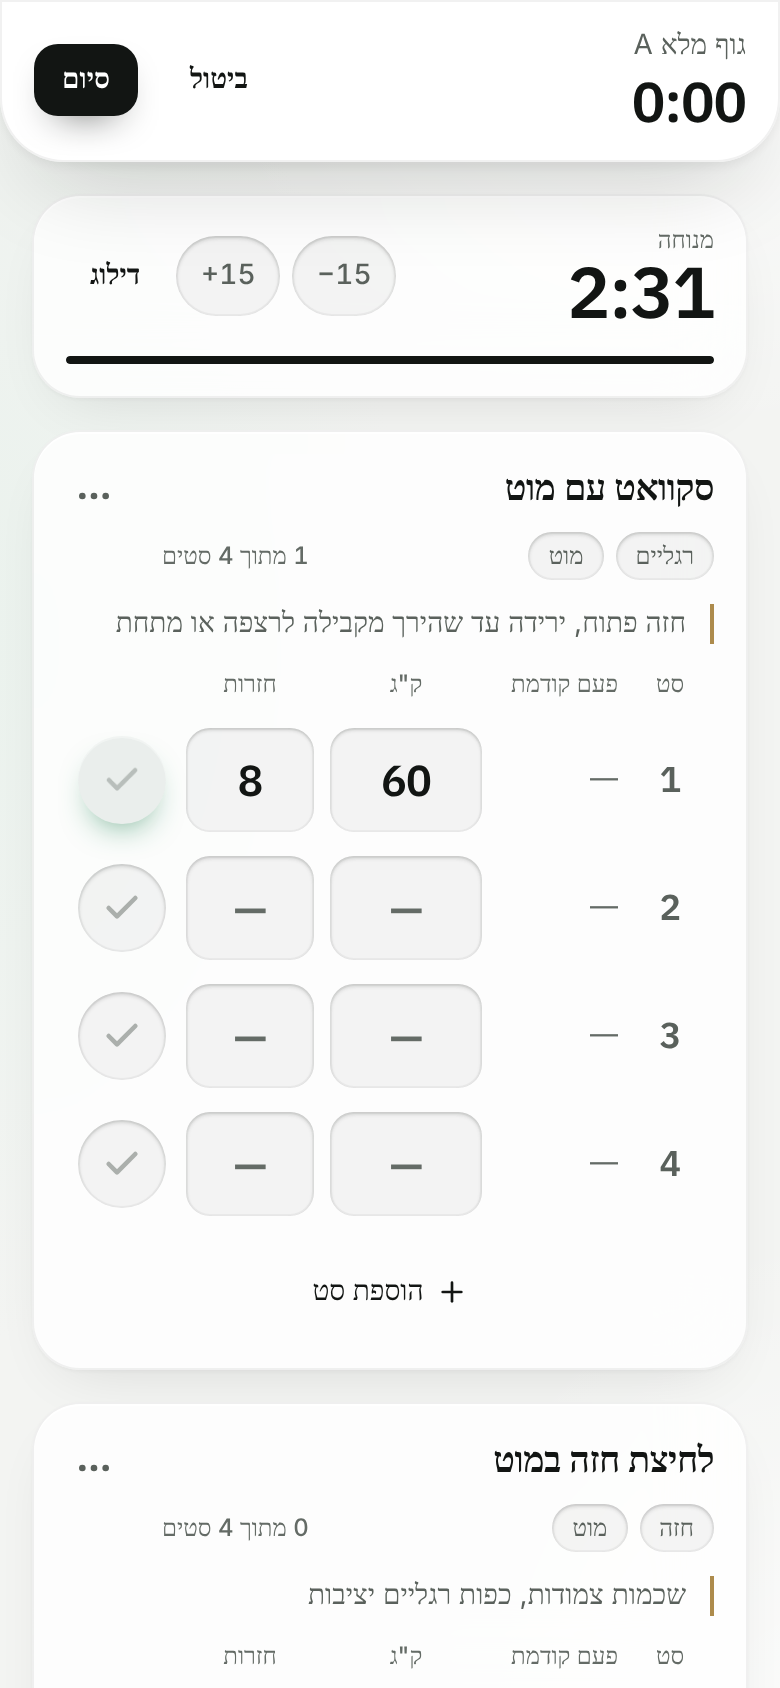 גוף מלא A
0:00
ביטול
סיום
מנוחה
2:31
−15
+15
דילוג
סקוואט עם מוט
רגליים
מוט
1 מתוך 4 סטים
חזה פתוח, ירידה עד שהירך מקבילה לרצפה או מתחת
סט פעם קודמת ק"ג חזרות
1 — 60 8
2 — — —
3 — — —
4 — — —
+ הוספת סט
לחיצת חזה במוט
חזה
מוט
0 מתוך 4 סטים
שכמות צמודות, כפות רגליים יציבות
סט פעם קודמת ק"ג חזרות